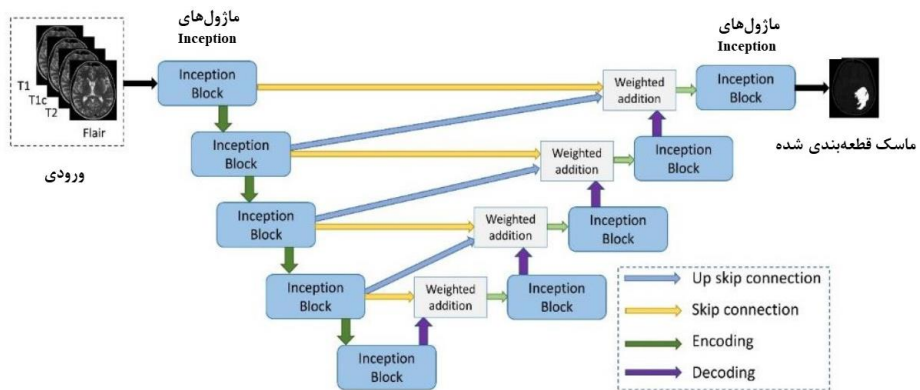 ماژول‌های
Inception
ماژول‌های
Inception
T1
T1c
T2
Flair
ورودی
Inception
Block
Weighted
addition
Inception
Block
ماسک قطعه‌بندی شده
Inception
Block
Weighted
addition
Inception
Block
Inception
Block
Weighted
addition
Inception
Block
Inception
Block
Weighted
addition
Inception
Block
Inception
Block
Up skip connection
Skip connection
Encoding
Decoding